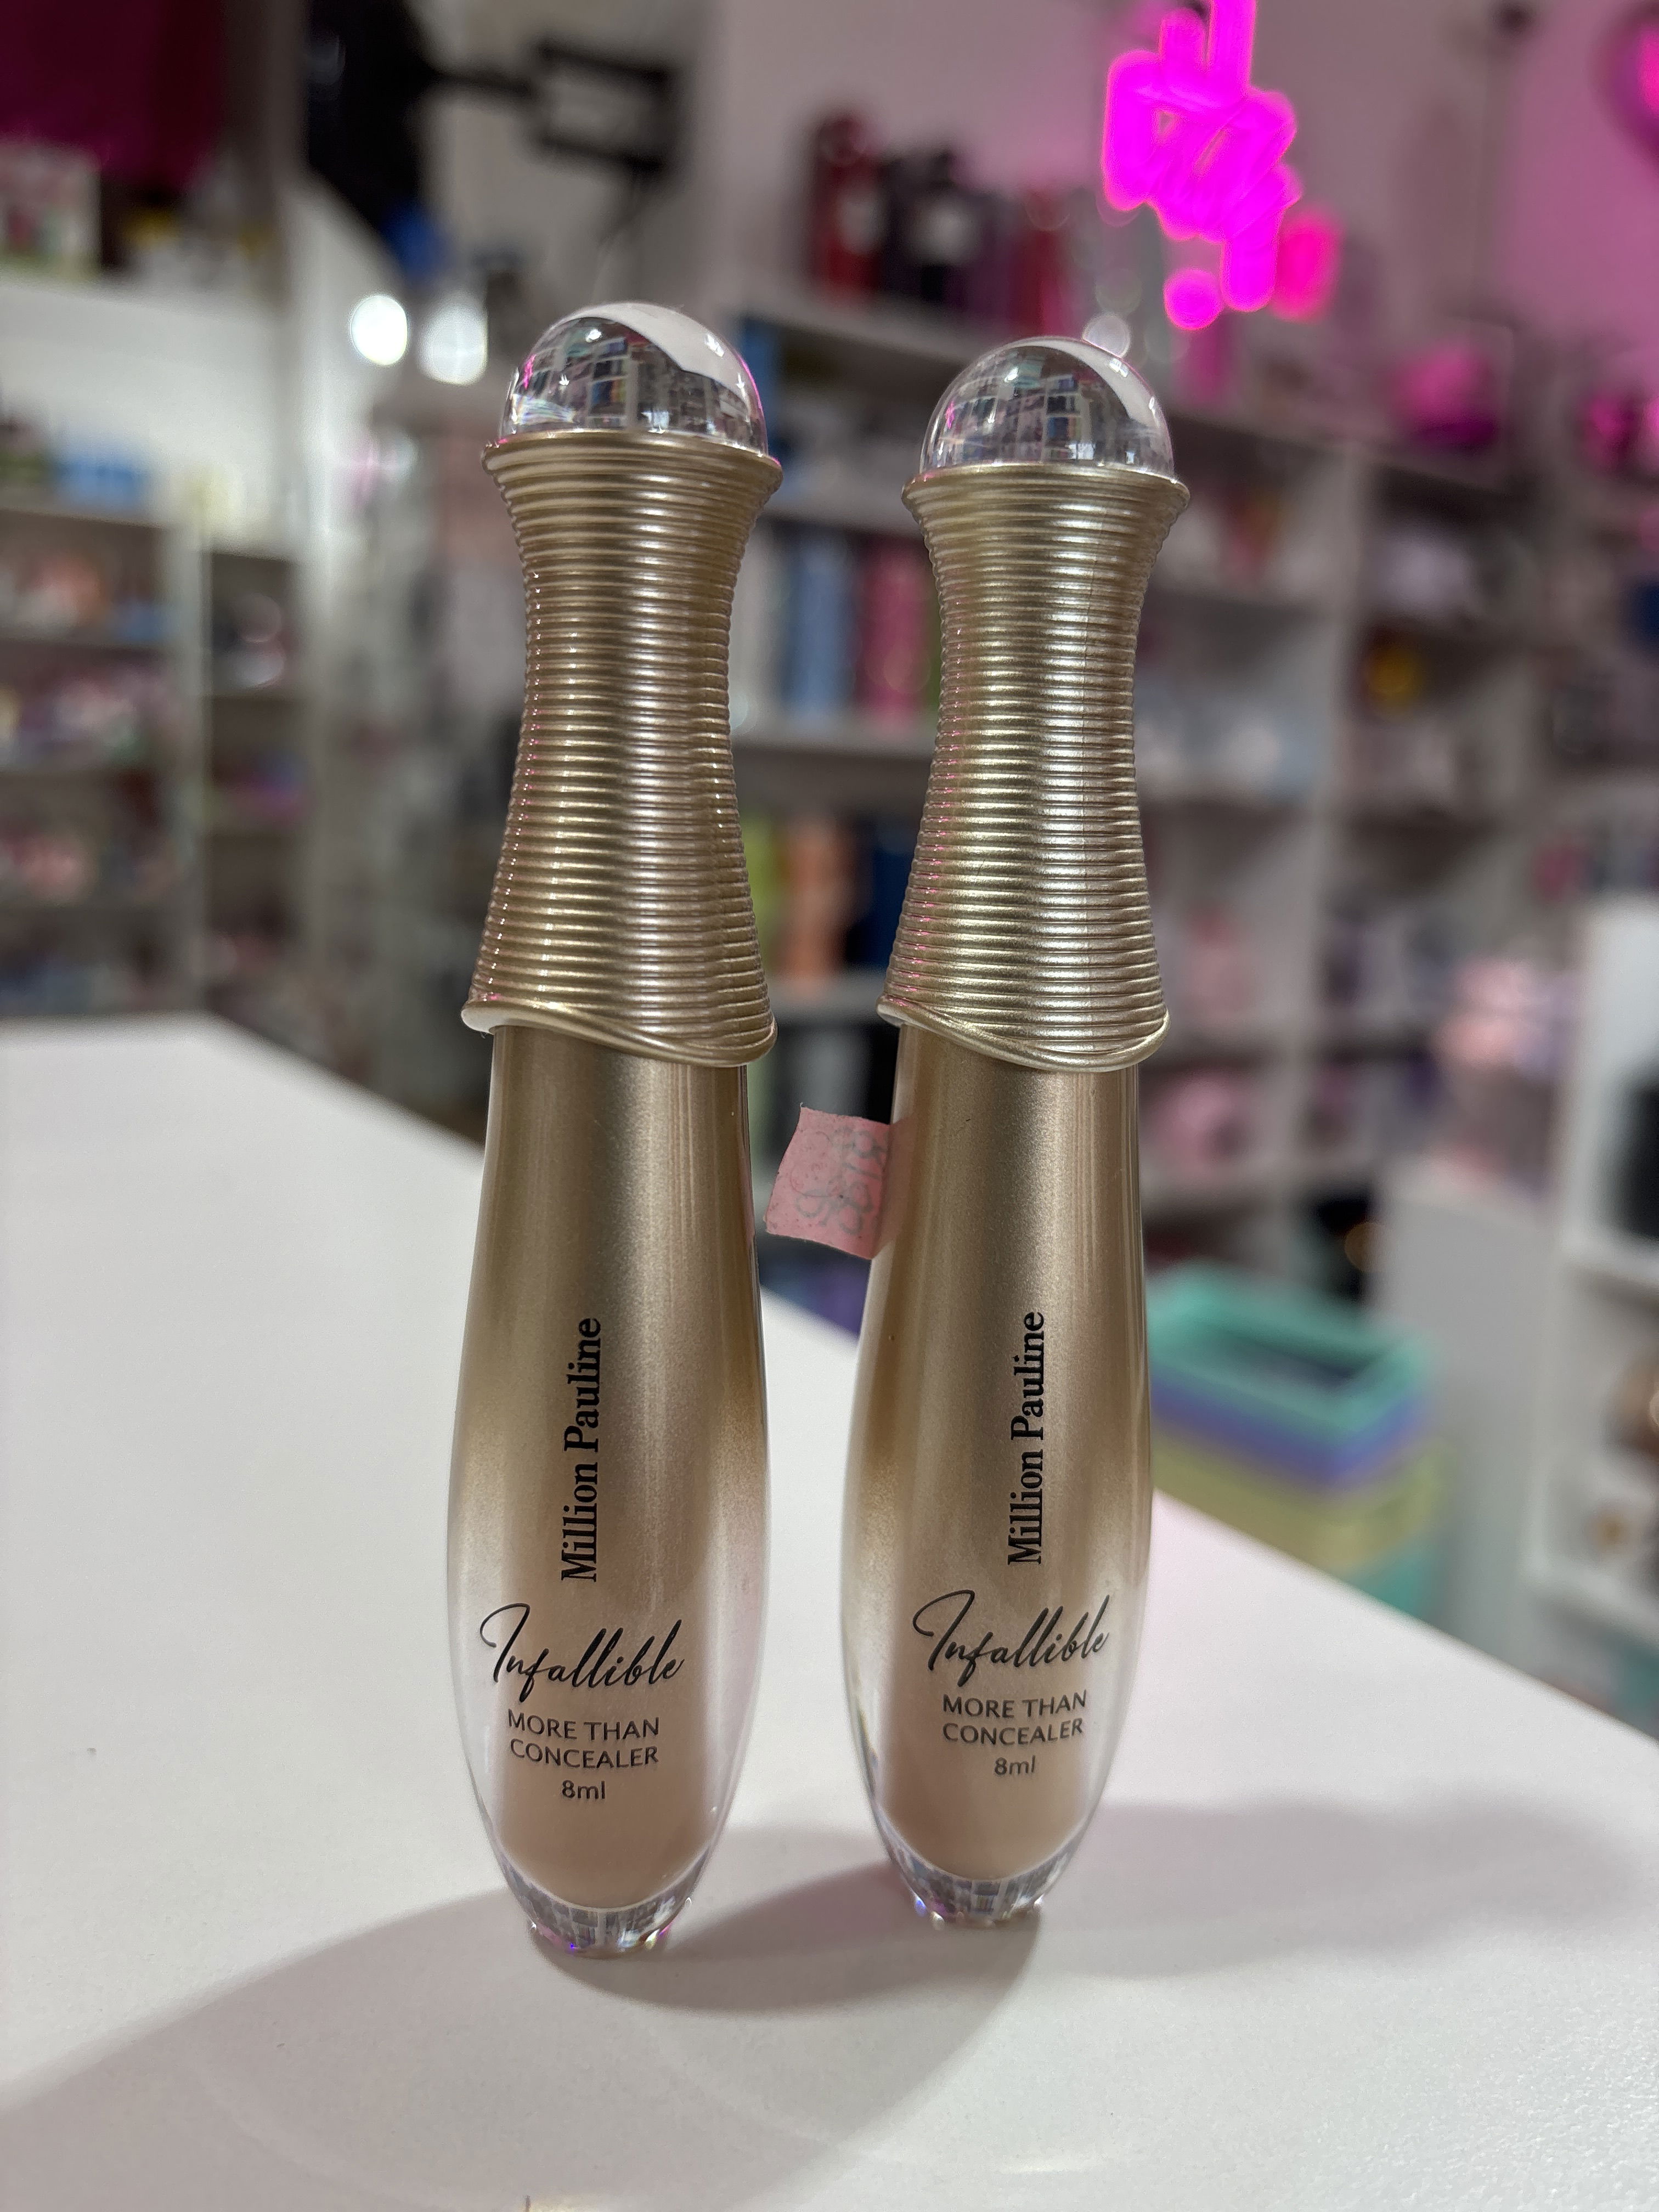 Million Pauline
Infallible
MORE THAN
CONCEALER
8ml
Million Pauline
Infallible
MORE THAN
CONCEALER
8ml